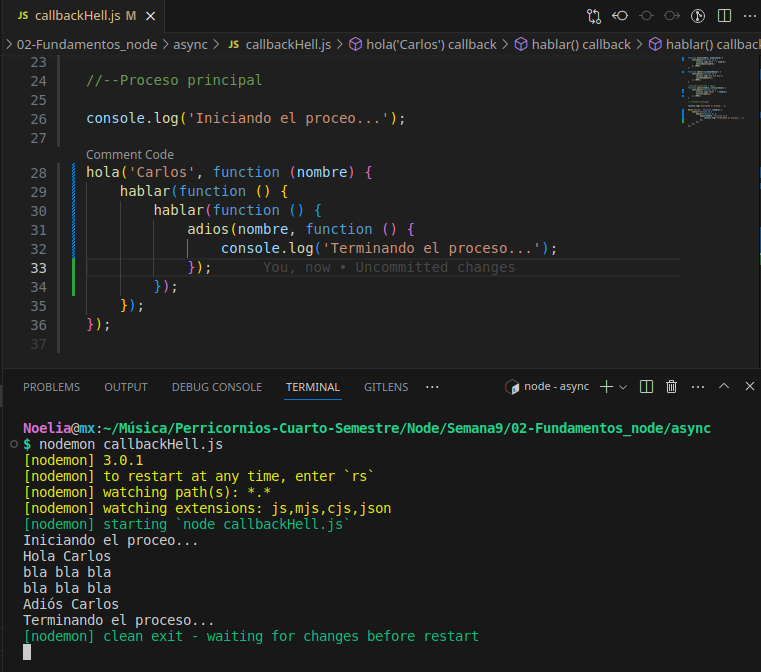 JS callbackHell.js M
02-Fundamentos_node > async > JS callbackHell.js > hola('Carlos') callback > hablar() callback > hablar() callback
23
24 //--Proceso principal
25
26 console.log('Iniciando el proceo...');
27
Comment Code
28 hola('Carlos', function (nombre) {
29 hablar(function () {
30 hablar(function () {
31 adios(nombre, function () {
32 console.log('Terminando el proceso...');
33 }); You, now • Uncommitted changes
34 });
35 });
36 });
37
PROBLEMS OUTPUT DEBUG CONSOLE TERMINAL GITLENS ··· node - async
Noelia@mx:~/Música/Perricornios-Cuarto-Semestre/Node/Semana9/02-Fundamentos_node/async
$ nodemon callbackHell.js
[nodemon] 3.0.1
[nodemon] to restart at any time, enter `rs`
[nodemon] watching path(s): *.*
[nodemon] watching extensions: js,mjs,cjs,json
[nodemon] starting `node callbackHell.js`
Iniciando el proceo...
Hola Carlos
bla bla bla
bla bla bla
Adiós Carlos
Terminando el proceso...
[nodemon] clean exit - waiting for changes before restart